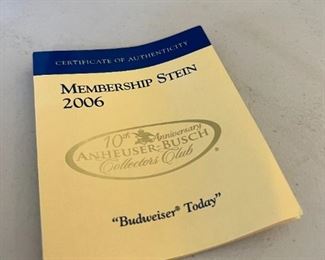 CERTIFICATE OF AUTHENTICITY
MEMBERSHIP STEIN
2006
10th Anniversary
ANHEUSER-BUSCH
Collectors Club ®
"Budweiser® Today"